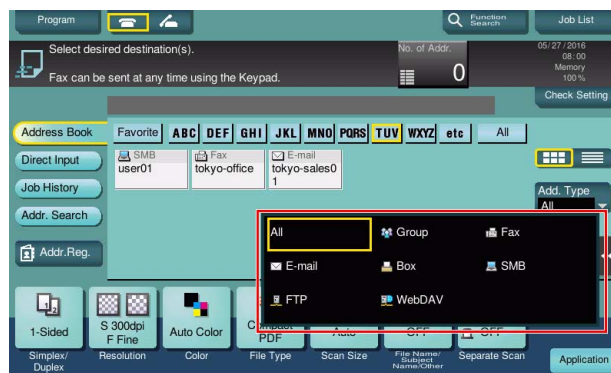 Program
Function
Search
Job List
Select desired destination(s).
Fax can be sent at any time using the Keypad.
No. of Addr.
0
05/27/2016
08:00
Memory
100%
Check Setting
Address Book
Favorite
ABC
DEF
GHI
JKL
MNO
PQRS
TUV
WXYZ
etc
All
Direct Input
Job History
Addr. Search
Addr.Reg.
SMB
user01
Fax
tokyo-office
E-mail
tokyo-sales0
1
Add. Type
All
All
Group
Fax
E-mail
Box
SMB
FTP
WebDAV
1-Sided
S 300dpi
F Fine
Auto Color
Compact
PDF
Auto
OFF
OFF
Simplex/
Duplex
Resolution
Color
File Type
Scan Size
File Name/
Subject
Name/Other
Separate Scan
Application